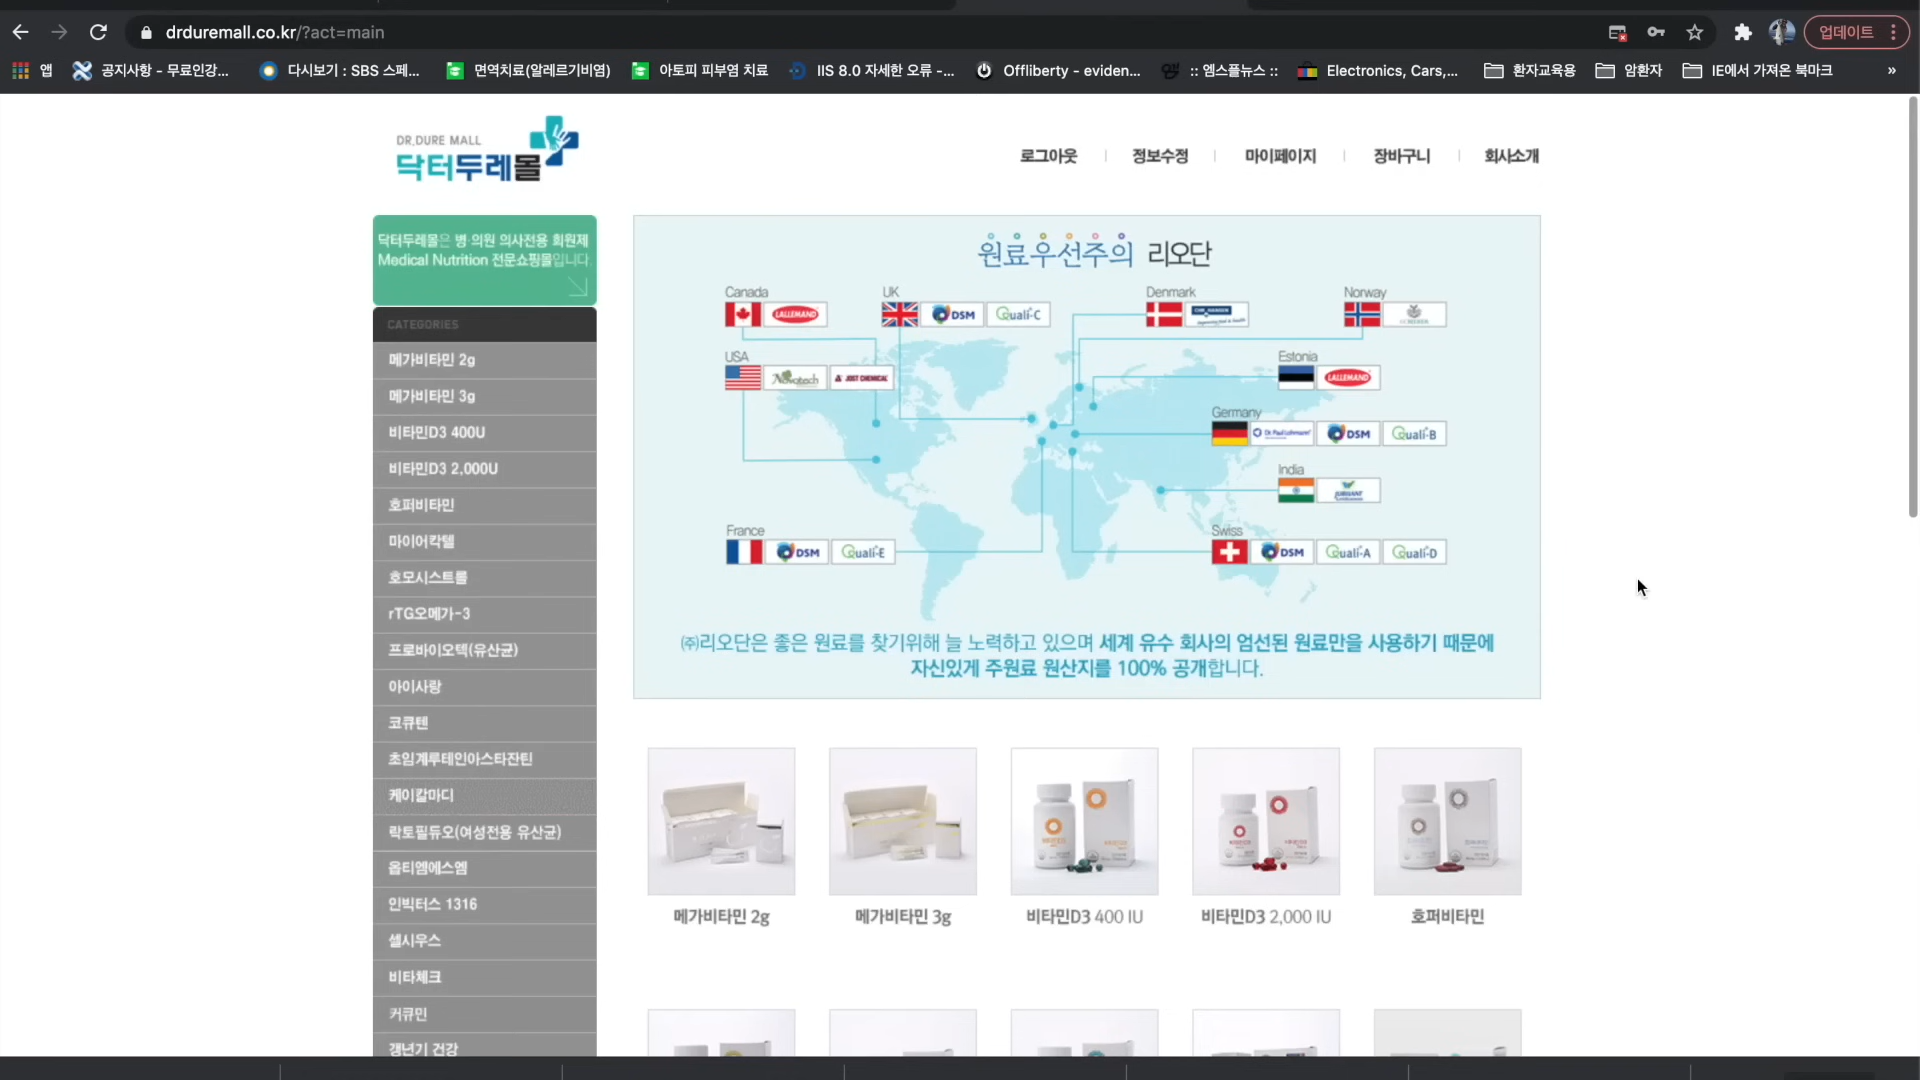 drduremall.co.kr/?act=main
업데이트
앱
공지사항 - 무료인강...
다시보기 : SBS 스페...
면역치료(알레르기비염)
아토피 피부염 치료
IIS 8.0 자세한 오류 -...
Offliberty - eviden...
:: 엠스플뉴스 ::
Electronics, Cars,...
환자교육용
암환자
IE에서 가져온 북마크
»
DR.DURE MALL
닥터두레몰
로그아웃
정보수정
마이페이지
장바구니
회사소개
닥터두레몰은 병·의원 의사전용 회원제
Medical Nutrition 전문쇼핑몰입니다.
CATEGORIES
메가비타민 2g
메가비타민 3g
비타민D3 400U
비타민D3 2,000U
호퍼비타민
마이어칵텔
호모시스트롤
rTG오메가-3
프로바이오텍(유산균)
아이사랑
코큐텐
초임계루테인아스타잔틴
케이칼마디
락토필듀오(여성전용 유산균)
옵티엠에스엠
인빅터스 1316
셀시우스
비타체크
커큐민
갱년기 건강
원료우선주의 리오단
Canada
LALLEMAND
UK
DSM
Quali-C
Denmark
CHR HANSEN
Norway
USA
Novotech
JOST CHEMICAL
Estonia
LALLEMAND
Germany
Dr. Paul Lohmann
DSM
Quali-B
India
JUBILANT
France
DSM
Quali-E
Swiss
DSM
Quali-A
Quali-D
㈜리오단은 좋은 원료를 찾기위해 늘 노력하고 있으며 세계 유수 회사의 엄선된 원료만을 사용하기 때문에
자신있게 주원료 원산지를 100% 공개합니다.
메가비타민 2g
메가비타민 3g
비타민D3 400 IU
비타민D3 2,000 IU
호퍼비타민